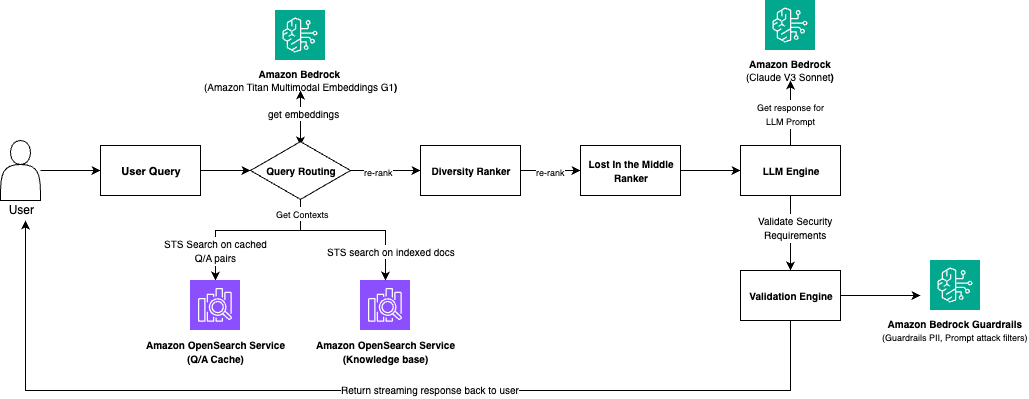 Amazon Bedrock
(Amazon Titan Multimodal Embeddings G1)
get embeddings
Amazon Bedrock
(Claude V3 Sonnet)
Get response for
LLM Prompt
User
User Query
Query Routing
re-rank
Diversity Ranker
re-rank
Lost In the Middle
Ranker
LLM Engine
Get Contexts
STS Search on cached
Q/A pairs
STS search on indexed docs
Validate Security
Requirements
Validation Engine
Amazon OpenSearch Service
(Q/A Cache)
Amazon OpenSearch Service
(Knowledge base)
Amazon Bedrock Guardrails
(Guardrails PII, Prompt attack filters)
Return streaming response back to user